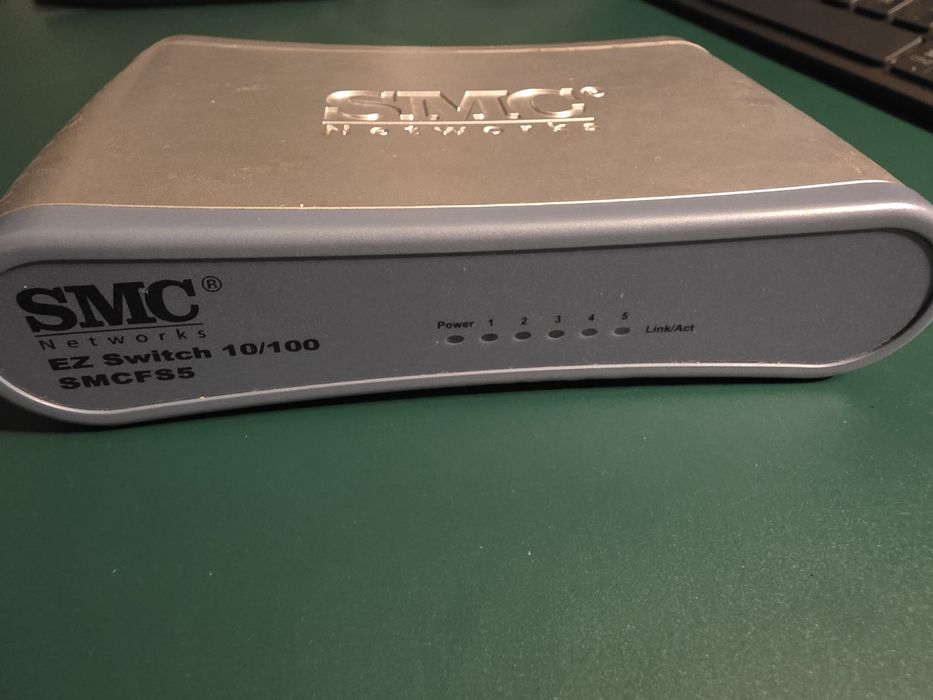 SMC®
Networks
SMC®
Networks
EZ Switch 10/100
SMCFS5
Power 1 2 3 4 5 Link/Act